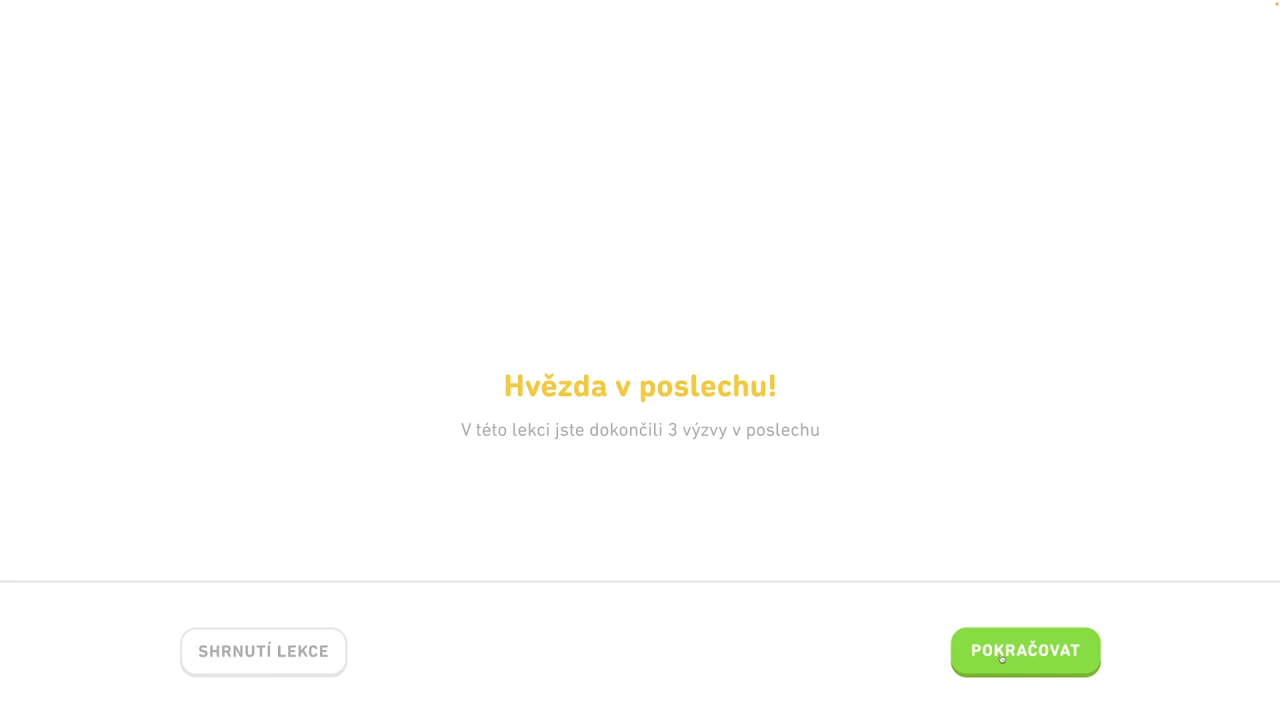 Hvězda v poslechu!
V této lekci jste dokončili 3 výzvy v poslechu
SHRNUTÍ LEKCE
POKRAČOVAT